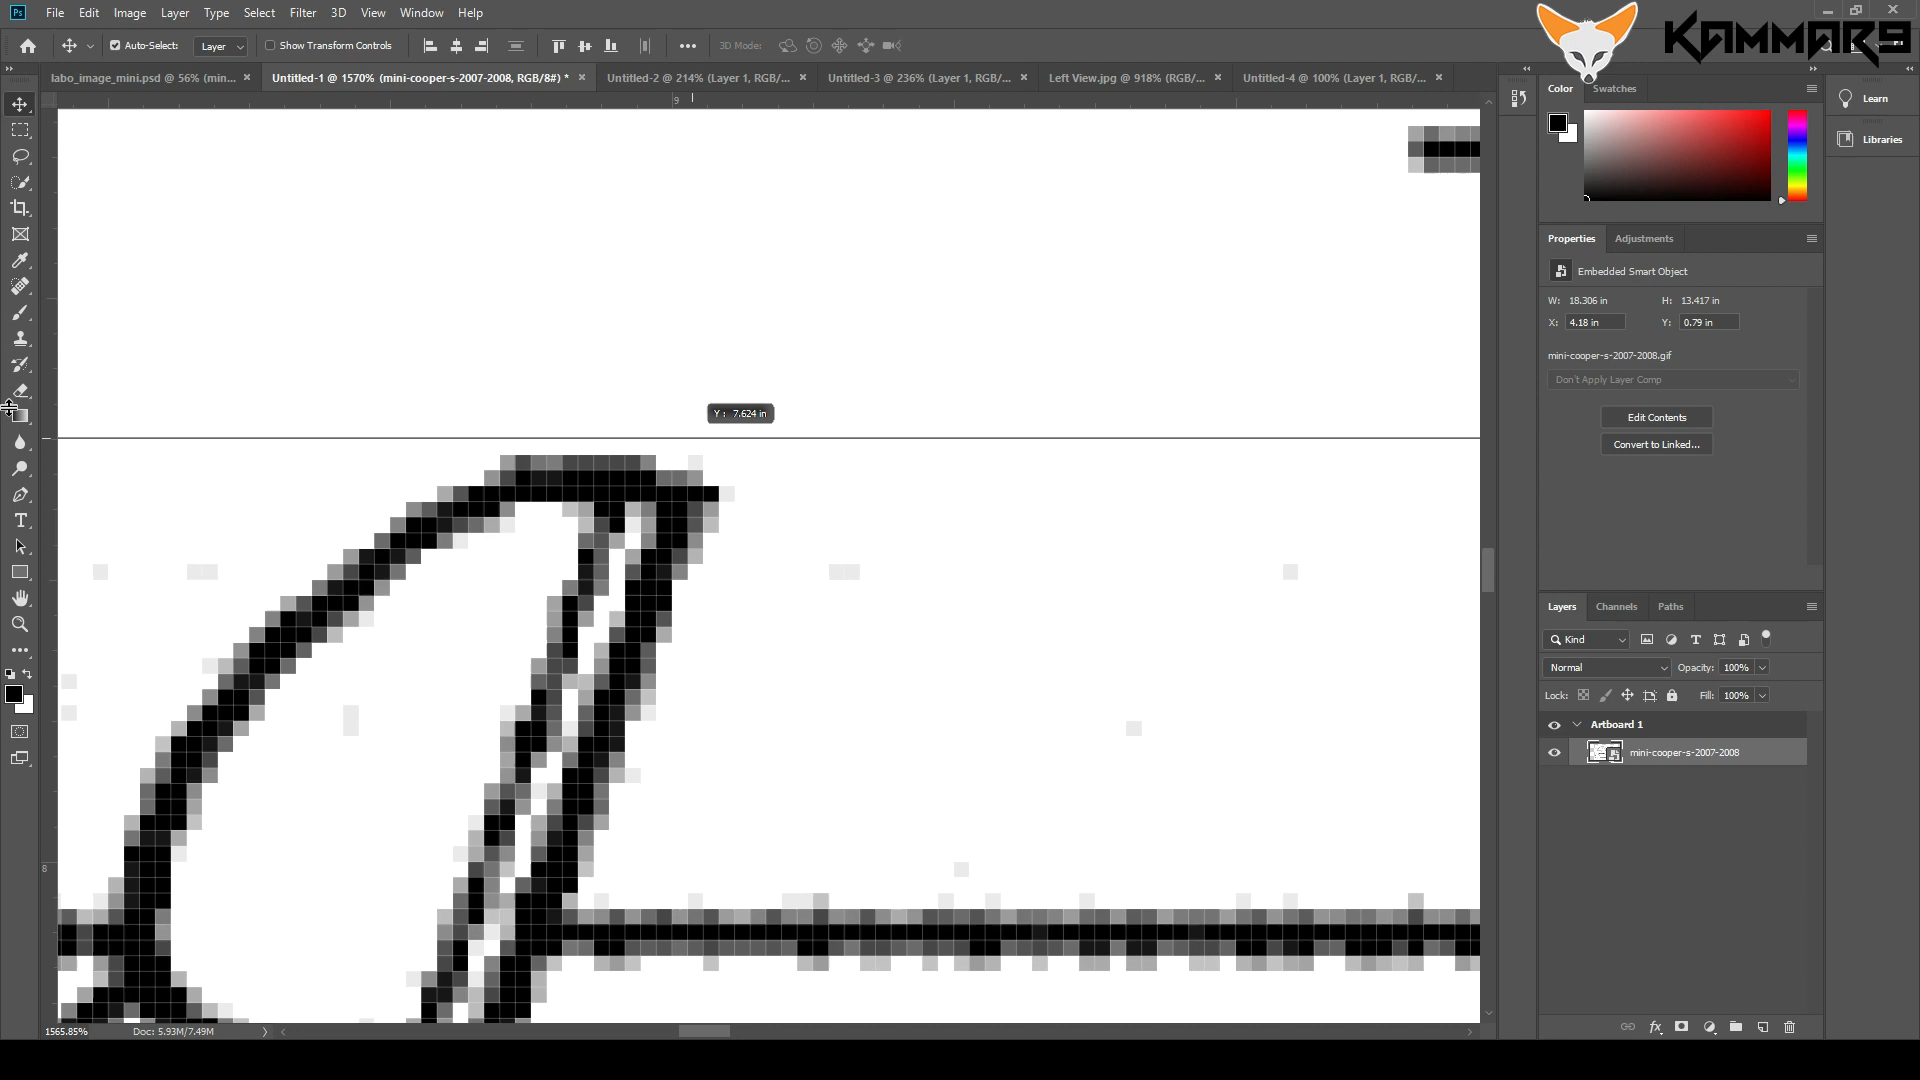 Ps File Edit Image Layer Type Select Filter 3D View Window Help
KAMMAR9
Auto-Select: Layer Show Transform Controls 3D Mode:
labo_image_mini.psd @ 56% (min... × Untitled-1 @ 1570% (mini-cooper-s-2007-2008, RGB/8#) * × Untitled-2 @ 214% (Layer 1, RGB/... × Untitled-3 @ 236% (Layer 1, RGB/... × Left View.jpg @ 918% (RGB/... × Untitled-4 @ 100% (Layer 1, RGB/... ×
Color Swatches
Learn
Libraries
9
Y : 7.624 in
8
Properties Adjustments
Embedded Smart Object
W: 18.306 in H: 13.417 in
X: 4.18 in Y: 0.79 in
mini-cooper-s-2007-2008.gif
Don't Apply Layer Comp
Edit Contents
Convert to Linked...
Layers Channels Paths
Kind
Normal Opacity: 100%
Lock: Fill: 100%
Artboard 1
mini-cooper-s-2007-2008
1565.85% Doc: 5.93M/7.49M